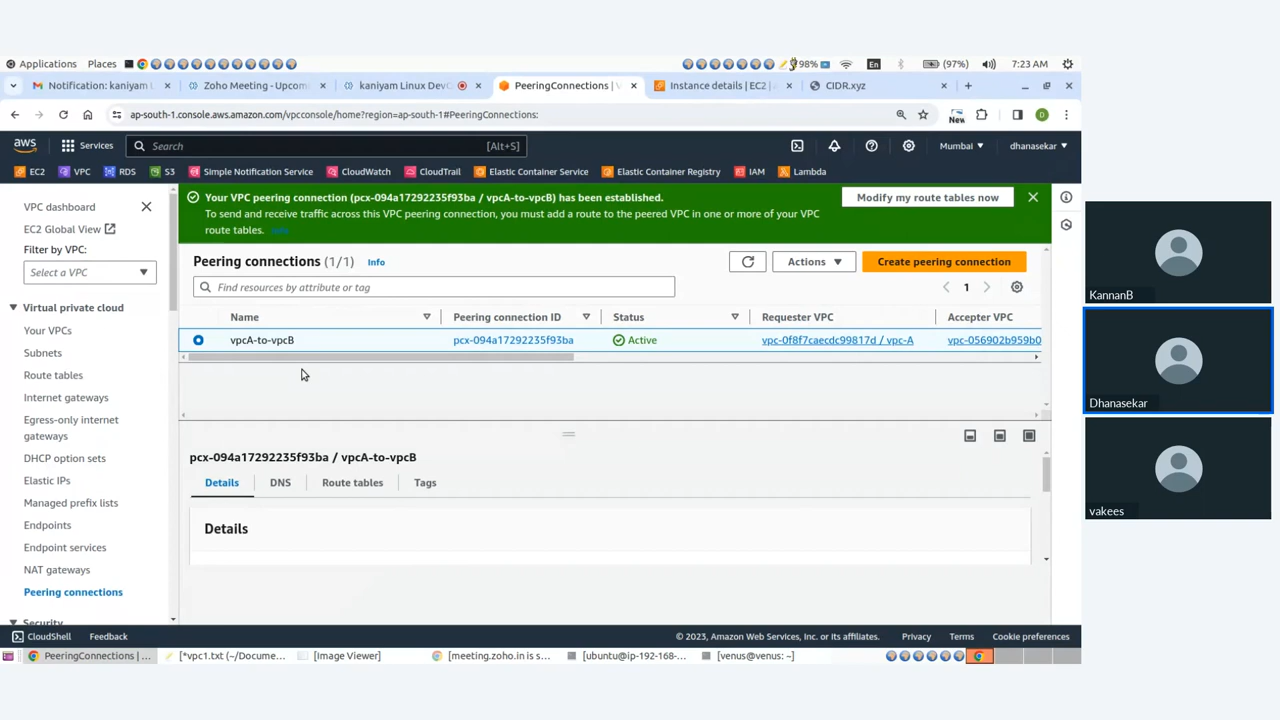 Applications Places 98% En (97%) 7:23 AM
Notification: kaniyam L Zoho Meeting - Upcom kaniyam Linux Dev PeeringConnections | V Instance details | EC2 | CIDR.xyz
ap-south-1.console.aws.amazon.com/vpcconsole/home?region=ap-south-1#PeeringConnections: New D
aws Services Search [Alt+S] Mumbai dhanasekar
EC2 VPC RDS S3 Simple Notification Service CloudWatch CloudTrail Elastic Container Service Elastic Container Registry IAM Lambda
VPC dashboard
EC2 Global View
Filter by VPC:
Select a VPC
Virtual private cloud
Your VPCs
Subnets
Route tables
Internet gateways
Egress-only internet
gateways
DHCP option sets
Elastic IPs
Managed prefix lists
Endpoints
Endpoint services
NAT gateways
Peering connections
Security
Your VPC peering connection (pcx-094a17292235f93ba / vpcA-to-vpcB) has been established.
To send and receive traffic across this VPC peering connection, you must add a route to the peered VPC in one or more of your VPC
route tables.
Modify my route tables now
Peering connections (1/1) Info
Actions Create peering connection
Find resources by attribute or tag
1
Name Peering connection ID Status Requester VPC Accepter VPC
vpcA-to-vpcB pcx-094a17292235f93ba Active vpc-0f8f7caecdc99817d / vpc-A vpc-056902b959b0
pcx-094a17292235f93ba / vpcA-to-vpcB
Details DNS Route tables Tags
Details
CloudShell Feedback © 2023, Amazon Web Services, Inc. or its affiliates. Privacy Terms Cookie preferences
PeeringConnections | ... [*vpc1.txt (~/Docume... [Image Viewer] [meeting.zoho.in is s... [ubuntu@ip-192-168-... [venus@venus: ~]
KannanB
Dhanasekar
vakees